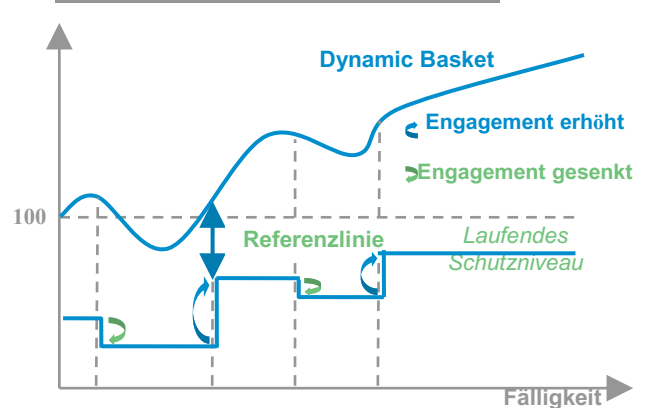 Dynamic Basket
Engagement erhöht
Engagement gesenkt
100
Referenzlinie
Laufendes
Schutzniveau
Fälligkeit